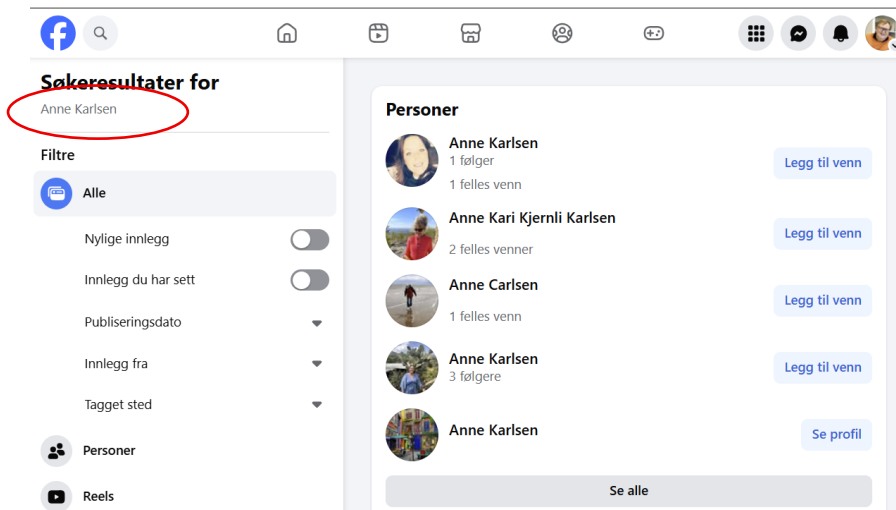 Søkeresultater for
Anne Karlsen
Filtre
Alle
Nylige innlegg
Innlegg du har sett
Publiseringsdato
Innlegg fra
Tagget sted
Personer
Reels
Personer
Anne Karlsen
1 følger
1 felles venn
Legg til venn
Anne Kari Kjernli Karlsen
2 felles venner
Legg til venn
Anne Carlsen
1 felles venn
Legg til venn
Anne Karlsen
3 følgere
Legg til venn
Anne Karlsen
Se profil
Se alle